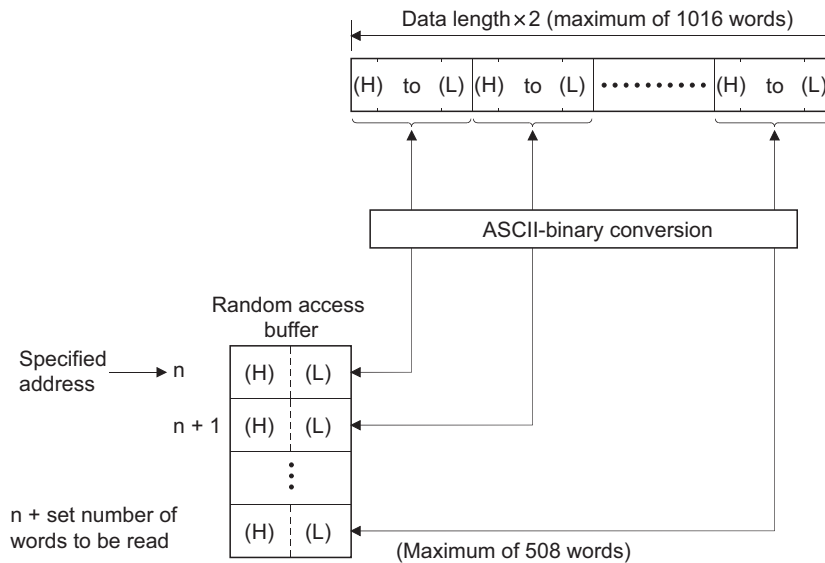 Data length×2 (maximum of 1016 words)
(H) to (L) (H) to (L) •••••••••• (H) to (L)
ASCII-binary conversion
Random access
buffer
Specified
address
n (H) (L)
n + 1 (H) (L)
n + set number of
words to be read
(H) (L)
(Maximum of 508 words)